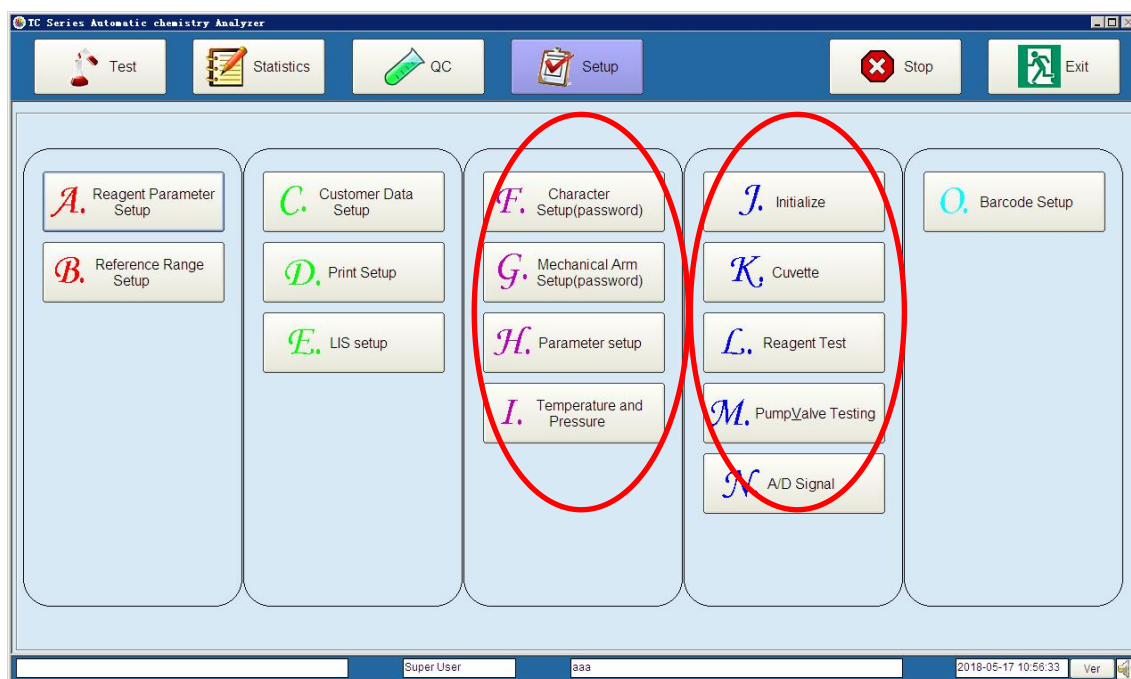 TC Series Automatic chemistry Analyzer
Test
Statistics
QC
Setup
Stop
Exit
A. Reagent Parameter
Setup
B. Reference Range
Setup
C. Customer Data
Setup
D. Print Setup
E. LIS setup
F. Character
Setup(password)
G. Mechanical Arm
Setup(password)
H. Parameter setup
I. Temperature and
Pressure
J. Initialize
K. Cuvette
L. Reagent Test
M. PumpValve Testing
N. A/D Signal
O. Barcode Setup
Super User
aaa
2018-05-17 10:56:33
Ver